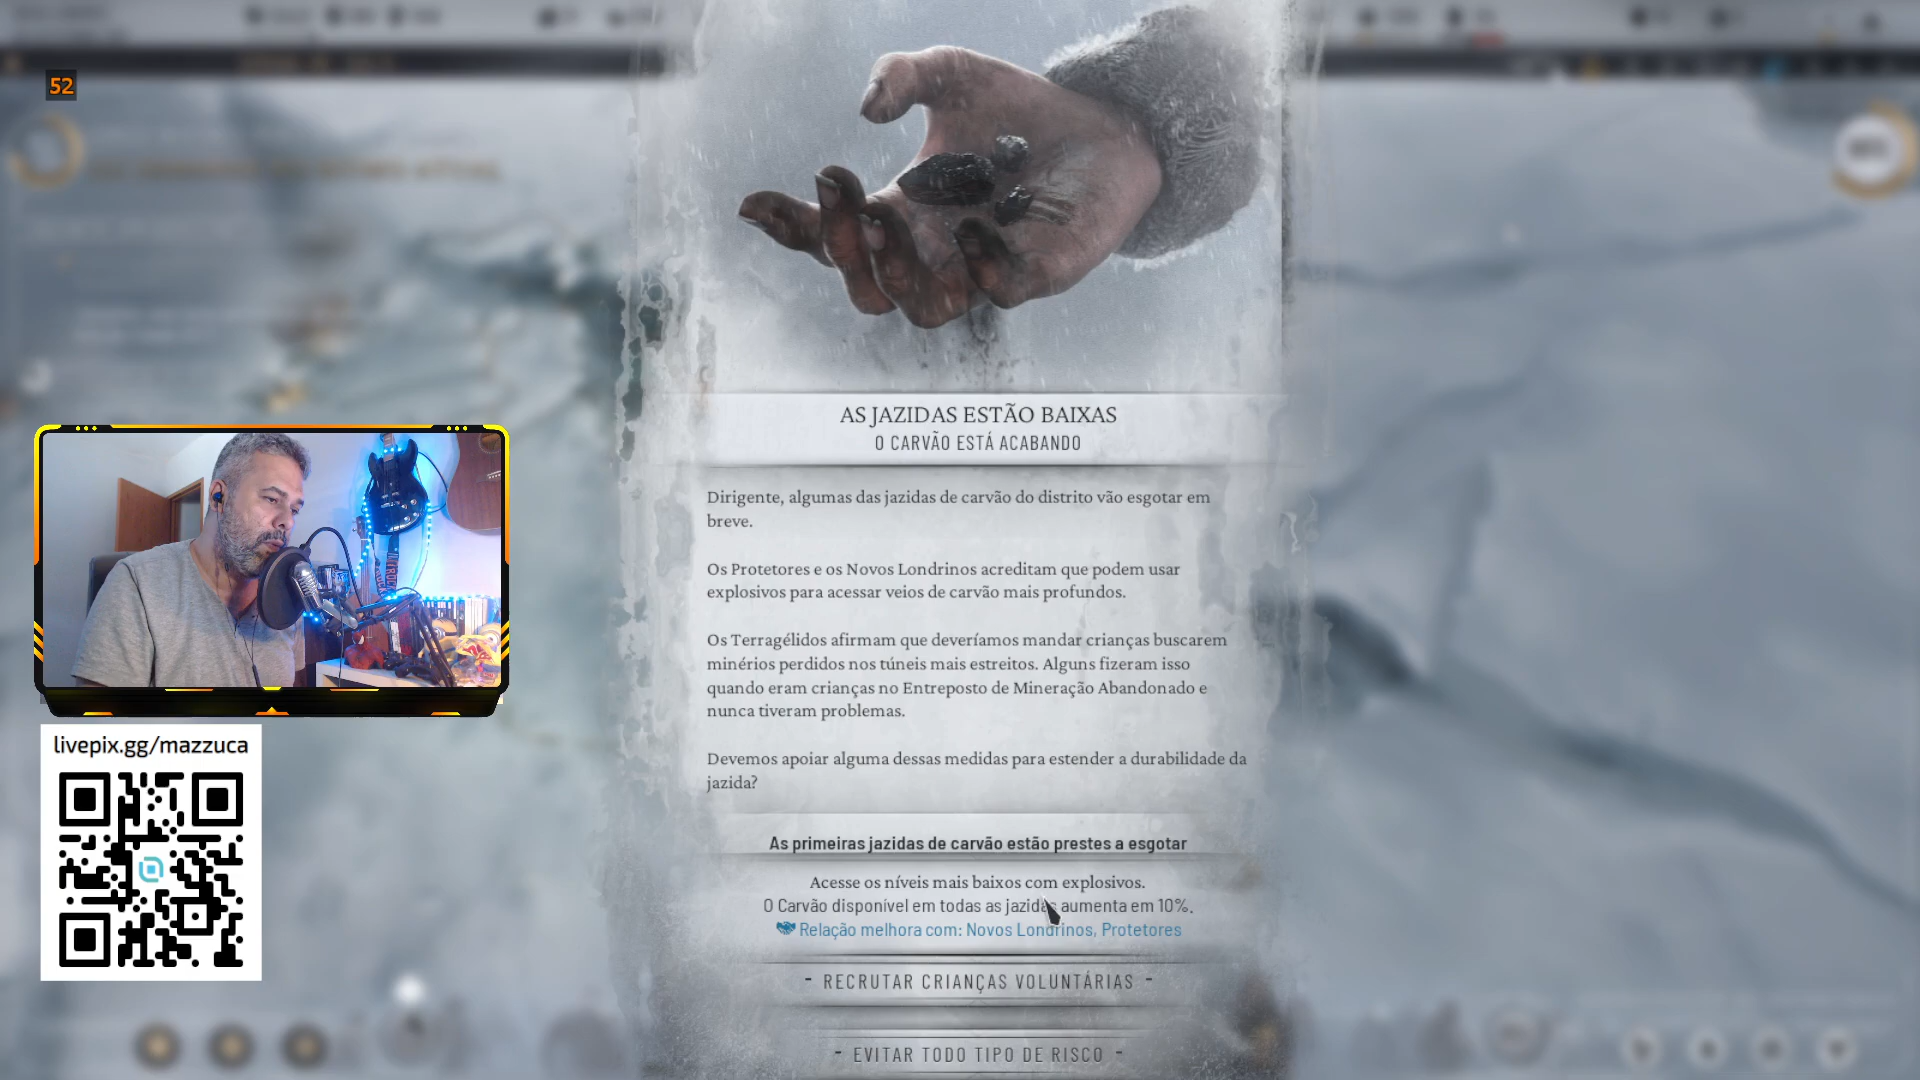 52
AS JAZIDAS ESTÃO BAIXAS
O CARVÃO ESTÁ ACABANDO
Dirigente, algumas das jazidas de carvão do distrito vão esgotar em
breve.
Os Protetores e os Novos Londrinos acreditam que podem usar
explosivos para acessar veios de carvão mais profundos.
Os Terragélidos afirmam que deveríamos mandar crianças buscarem
minérios perdidos nos túneis mais estreitos. Alguns fizeram isso
quando eram crianças no Entreposto de Mineração Abandonado e
nunca tiveram problemas.
Devemos apoiar alguma dessas medidas para estender a durabilidade da
jazida?
As primeiras jazidas de carvão estão prestes a esgotar
Acesse os níveis mais baixos com explosivos.
O Carvão disponível em todas as jazidas aumenta em 10%.
Relação melhora com: Novos Londrinos, Protetores
- RECRUTAR CRIANÇAS VOLUNTÁRIAS -
- EVITAR TODO TIPO DE RISCO -
livepix.gg/mazzuca